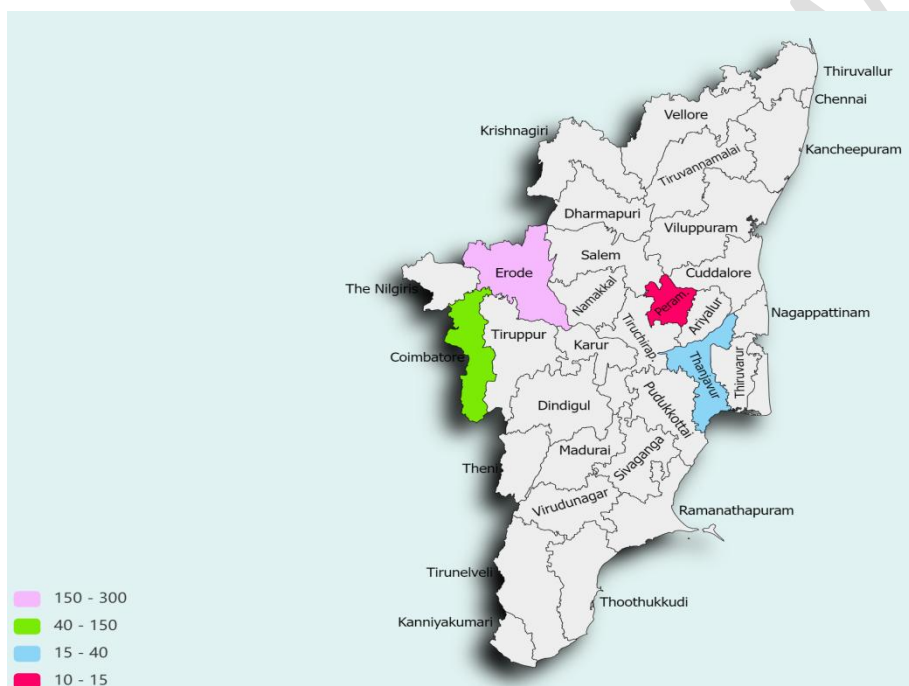 Thiruvallur
Chennai
Vellore
Krishnagiri
Kancheepuram
Tiruvannamalai
Dharmapuri
Viluppuram
Salem
Erode
Cuddalore
The Nilgiris
Namakkal
Peram.
Ariyalur
Nagappattinam
Tiruppur
Tiruchirap
Karur
Coimbatore
Thanjavur
Thiruvarur
Pudukkottai
Dindigul
Madurai
Sivaganga
Theni
Virudunagar
Ramanathapuram
Tirunelveli
Thoothukkudi
Kanniyakumari
150 - 300
40 - 150
15 - 40
10 - 15